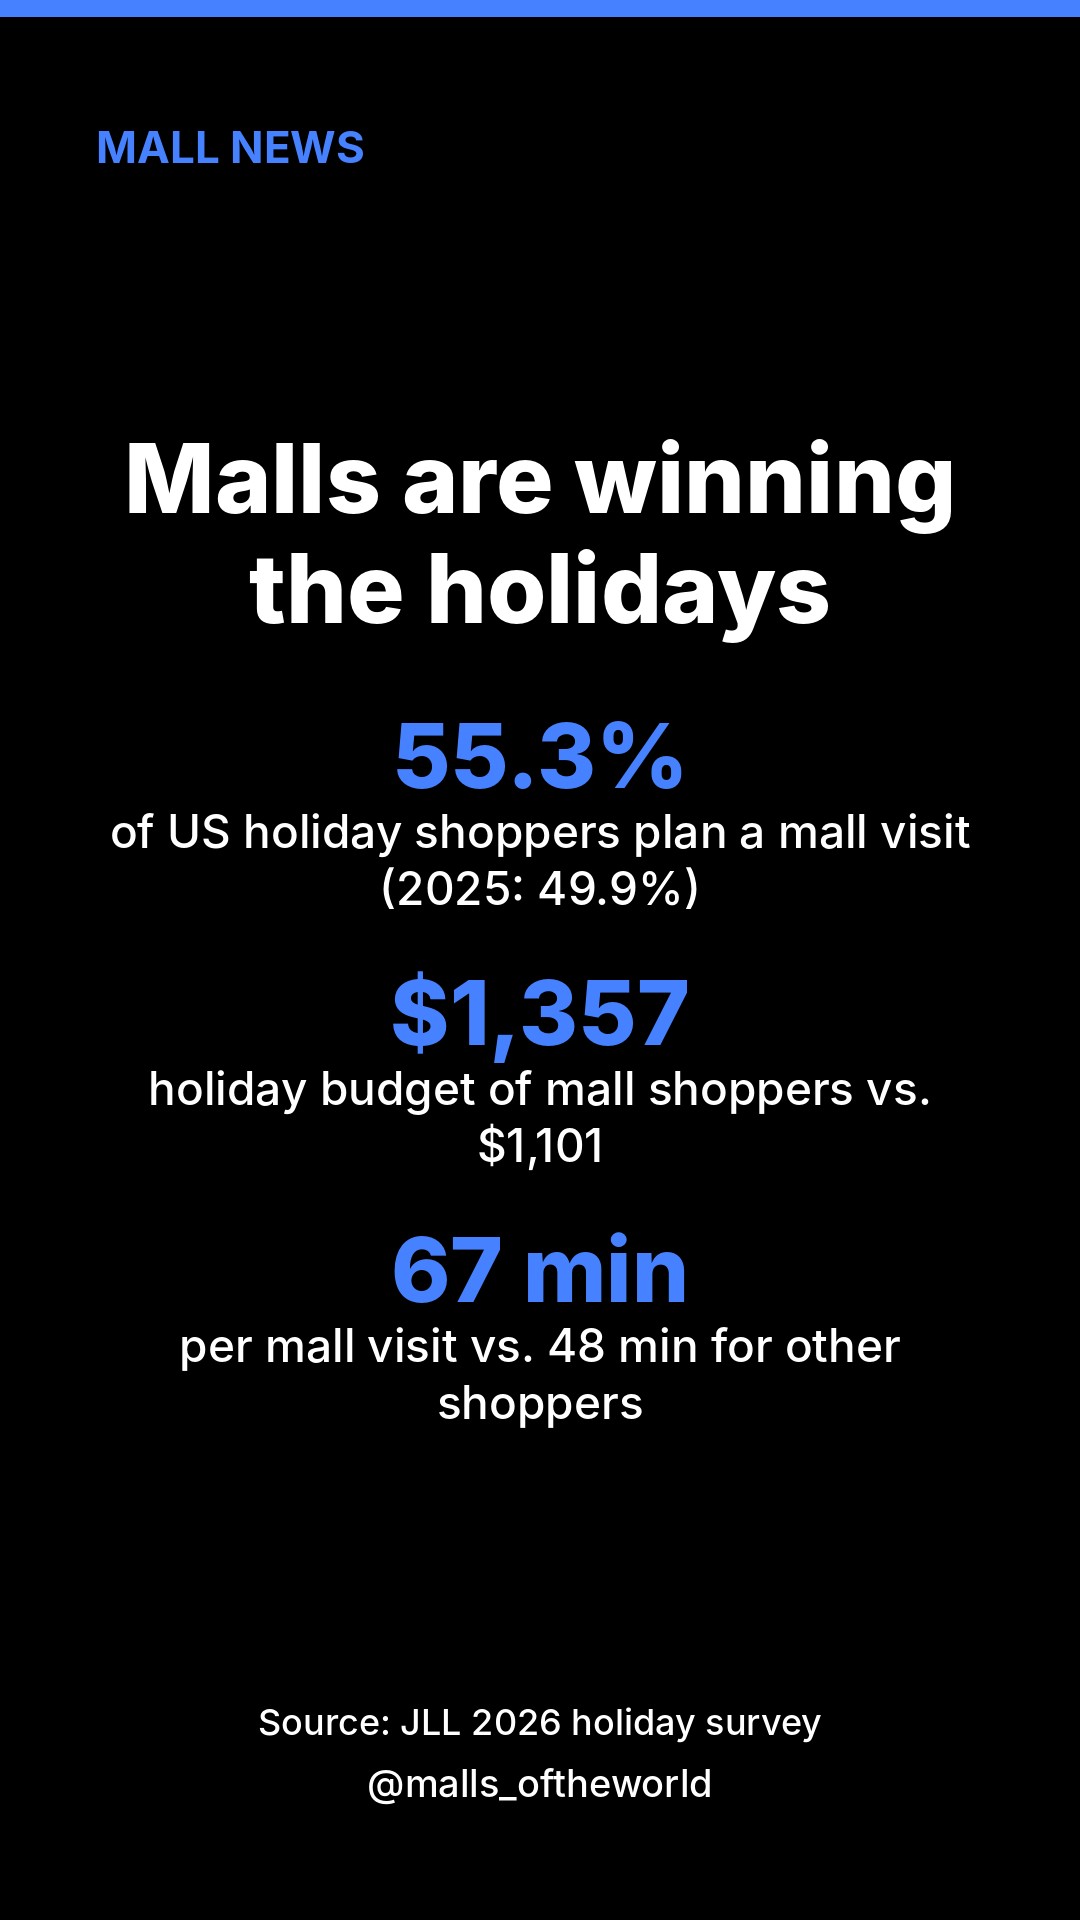 MALL NEWS
Malls are winning
the holidays
55.3%
of US holiday shoppers plan a mall visit
(2025: 49.9%)
$1,357
holiday budget of mall shoppers vs.
$1,101
67 min
per mall visit vs. 48 min for other
shoppers
Source: JLL 2026 holiday survey
@malls_oftheworld